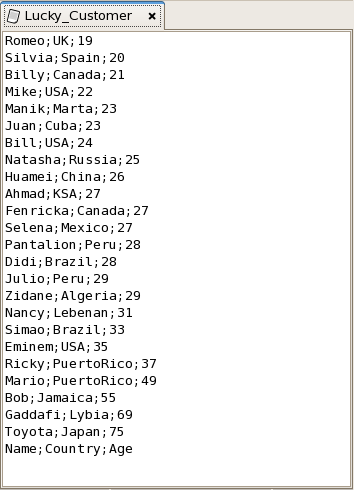 Lucky_Customer
Romeo;UK;19
Silvia;Spain;20
Billy;Canada;21
Mike;USA;22
Manik;Marta;23
Juan;Cuba;23
Bill;USA;24
Natasha;Russia;25
Huamei;China;26
Ahmad;KSA;27
Fenricka;Canada;27
Selena;Mexico;27
Pantalion;Peru;28
Didi;Brazil;28
Julio;Peru;29
Zidane;Algeria;29
Nancy;Lebenan;31
Simao;Brazil;33
Eminem;USA;35
Ricky;PuertoRico;37
Mario;PuertoRico;49
Bob;Jamaica;55
Gaddafi;Lybia;69
Toyota;Japan;75
Name;Country;Age